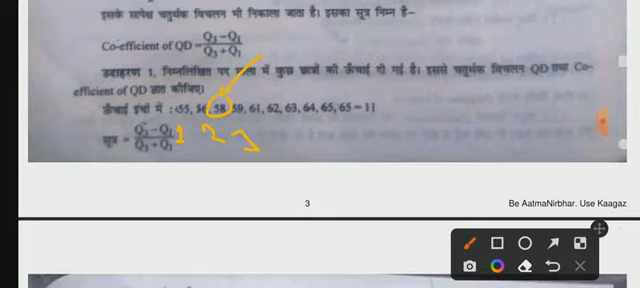 इसके सापेक्ष चतुर्थक विचलन भी निकाला जाता है। इसका सूत्र निम्न है–
Co-efficient of QD = Q₃ – Q₁ / Q₃ + Q₁
उदाहरण 1. निम्नलिखित पद में कुछ छात्रों की ऊँचाई दी गई है। इससे चतुर्थक विचलन QD तथा Co-
efficient of QD ज्ञात कीजिए।
ऊँचाई इंचों में : 55, 56, 58, 59, 61, 62, 63, 64, 65, 65 = 11
सूत्र = Q₃ – Q₁ / Q₃ + Q₁ 1 2
3
Be AatmaNirbhar. Use Kaagaz